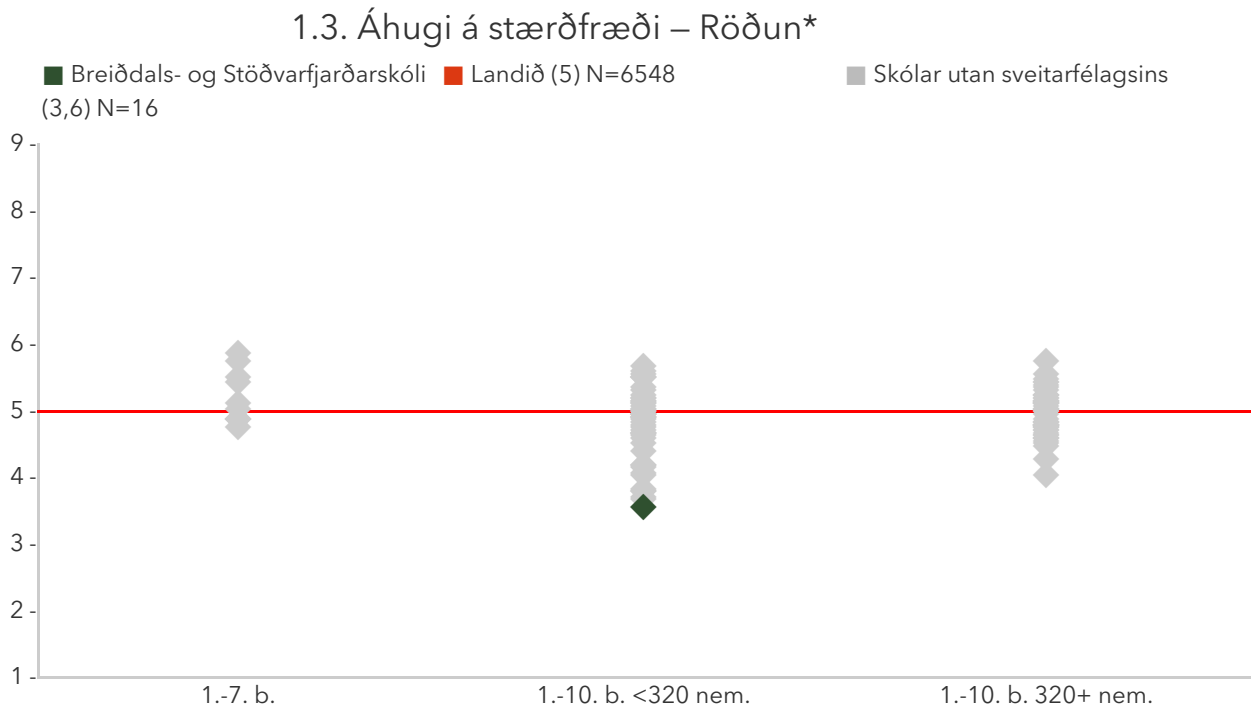 1.3. Áhugi á stærðfræði – Röðun*
Breiðdals- og Stöðvarfjarðarskóli Landið (5) N=6548 Skólar utan sveitarfélagsins
(3,6) N=16
9
8
7
6
5
4
3
2
1
1.-7. b. 1.-10. b. <320 nem. 1.-10. b. 320+ nem.